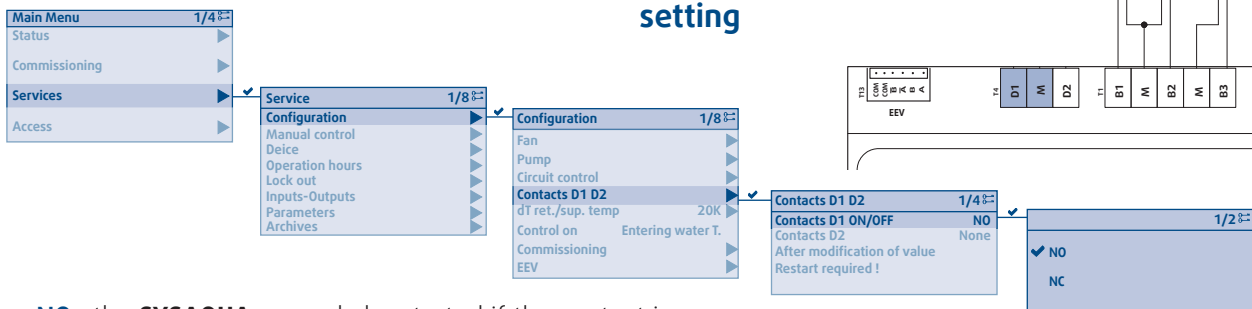 setting
Main Menu 1/4
Status
Commissioning
Services
Access
Service 1/8
Configuration
Manual control
Deice
Operation hours
Lock out
Inputs-Outputs
Parameters
Archives
Configuration 1/8
Fan
Pump
Circuit control
Contacts D1 D2
dT ret./sup. temp 20K
Control on Entering water T.
Commissioning
EEV
Contacts D1 D2 1/4
Contacts D1 ON/OFF NO
Contacts D2 None
After modification of value
Restart required !
1/2
NO
NC
T13 COM COM B A B A
EEV
T4 D1 M D2
T1 B1 M B2 M B3